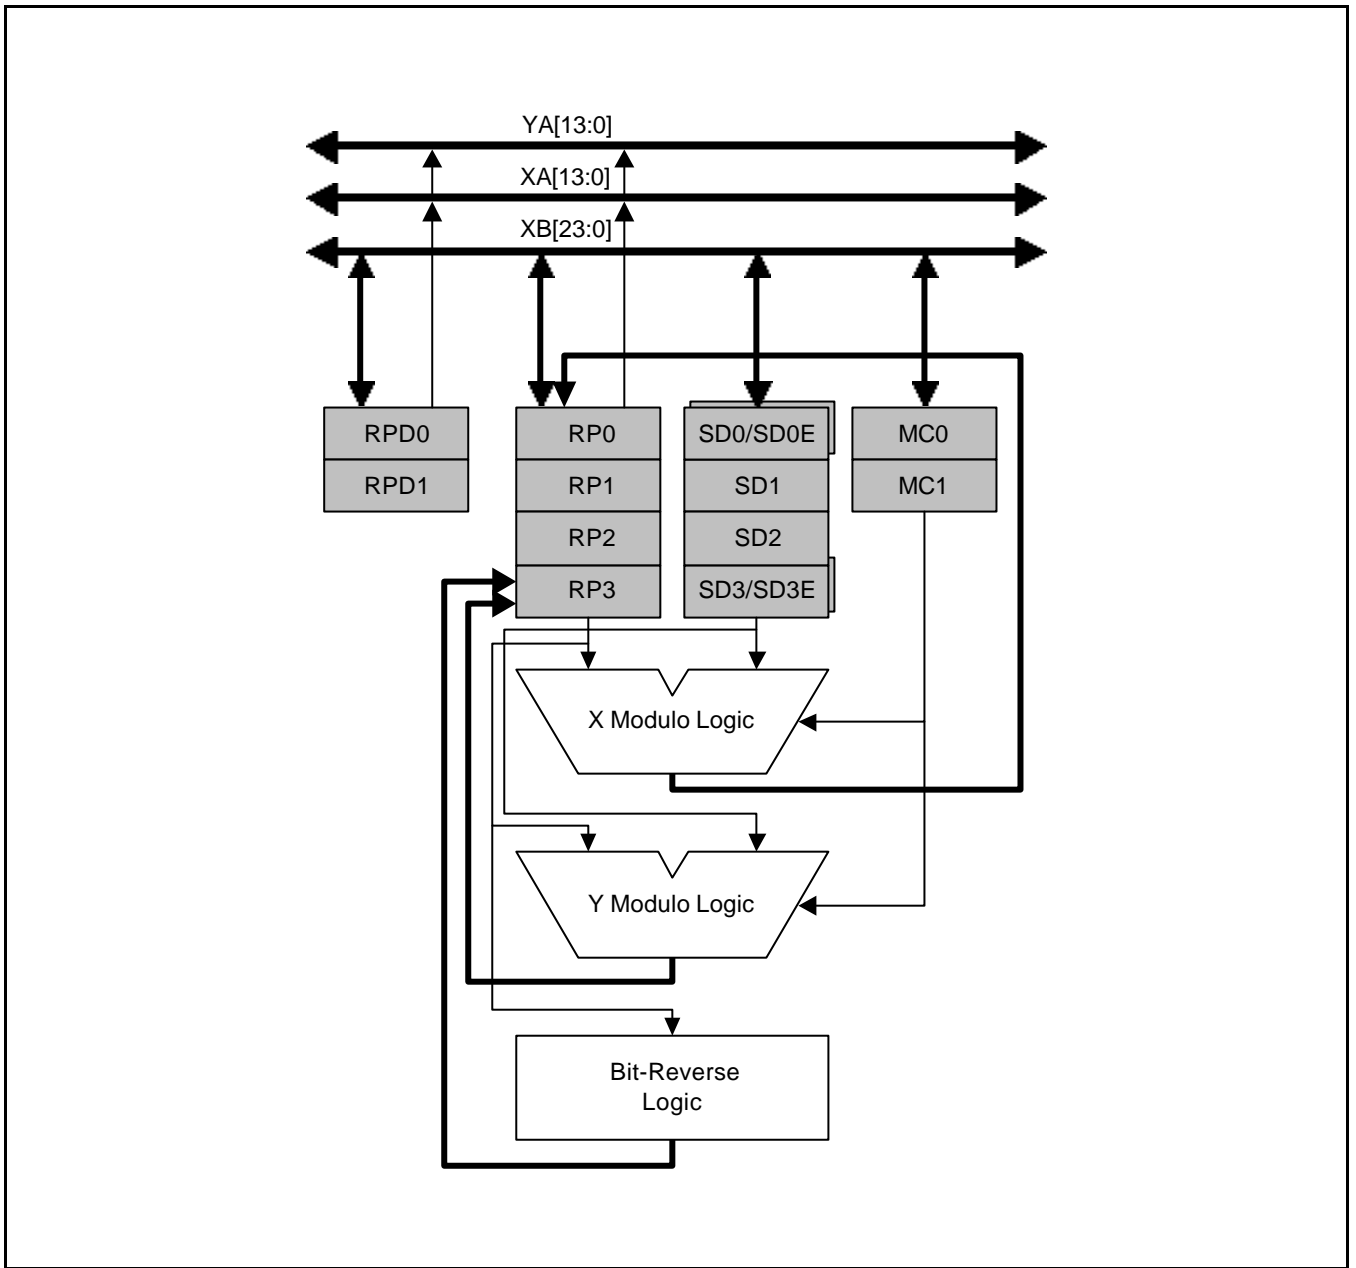 YA[13:0]
XA[13:0]
XB[23:0]
RPD0
RPD1
RP0
RP1
RP2
RP3
SD0/SD0E
SD1
SD2
SD3/SD3E
MC0
MC1
X Modulo Logic
Y Modulo Logic
Bit-Reverse
Logic